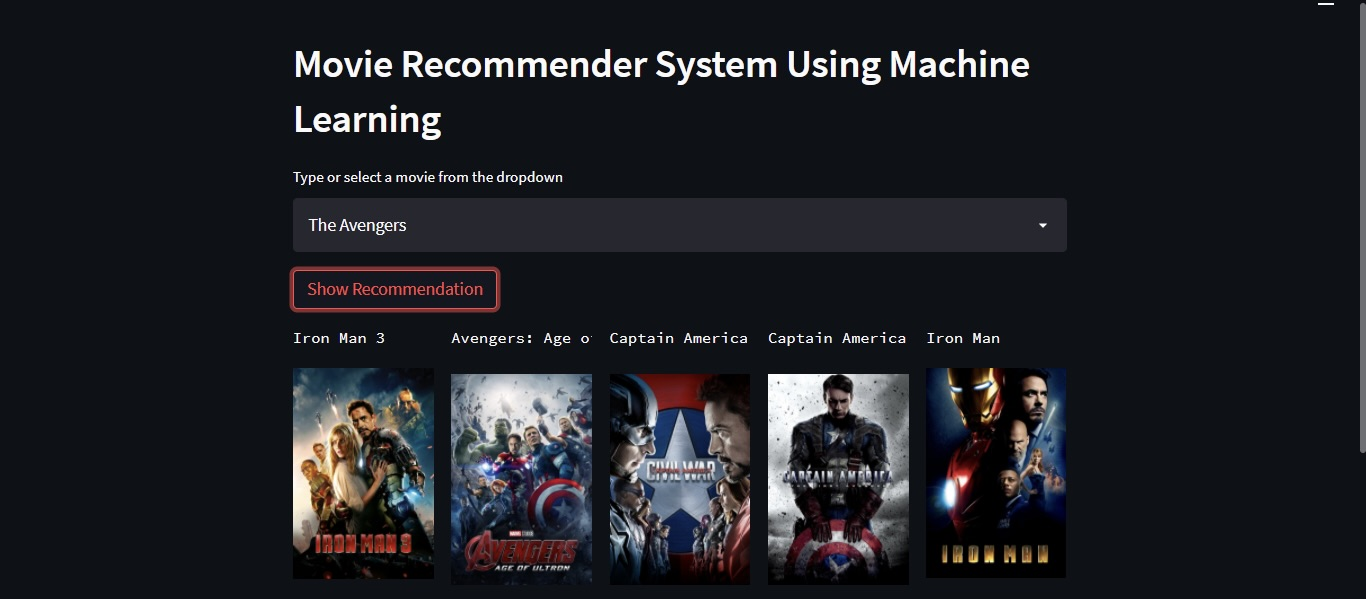 Movie Recommender System Using Machine
Learning
Type or select a movie from the dropdown
The Avengers
Show Recommendation
Iron Man 3
Avengers: Age o
Captain America
Captain America
Iron Man
IRON MAN 3
MARVEL STUDIOS
AVENGERS
AGE OF ULTRON
CIVIL WAR
CAPTAIN AMERICA
IRON MAN